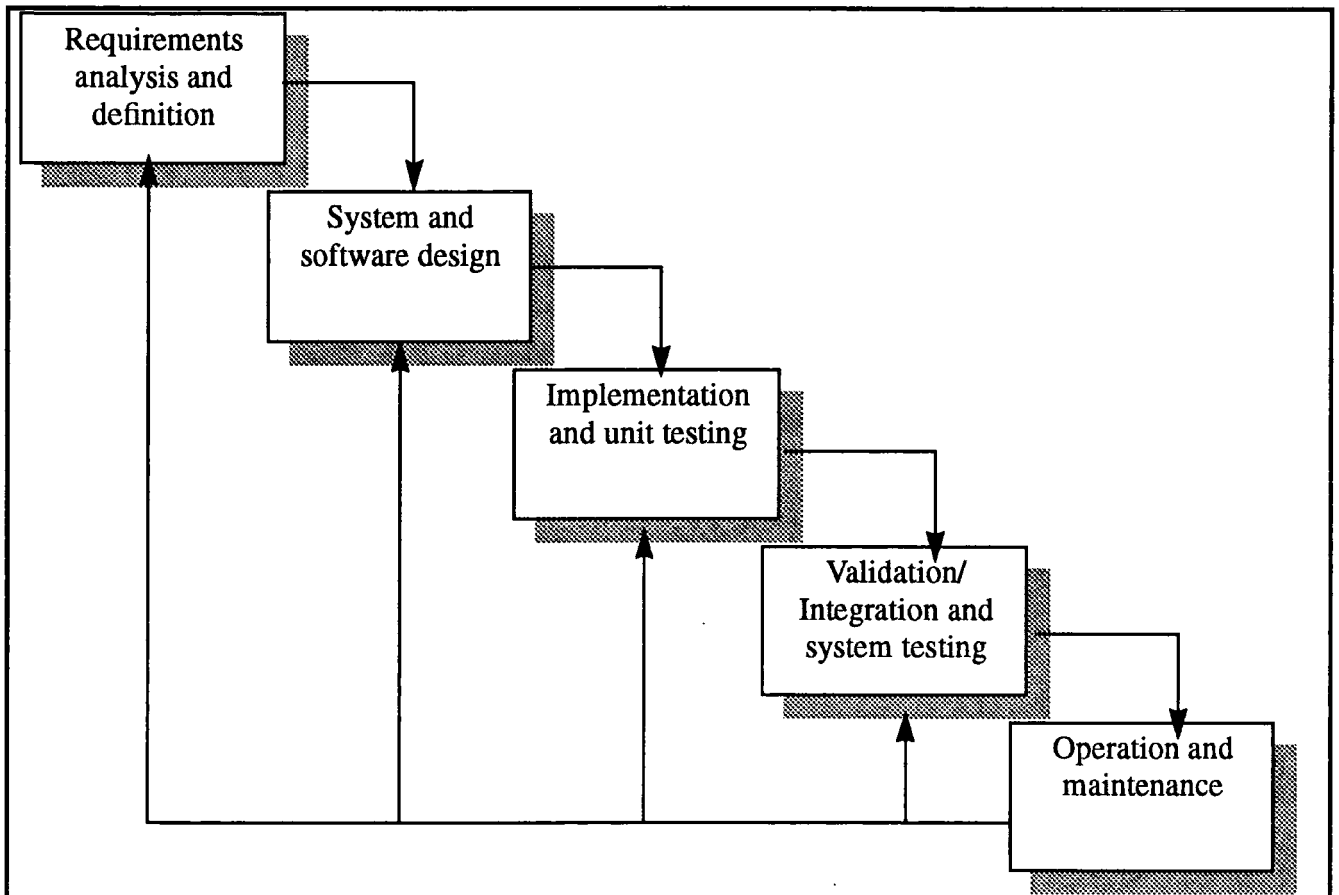 Requirements
analysis and
definition
System and
software design
Implementation
and unit testing
Validation/
Integration and
system testing
Operation and
maintenance